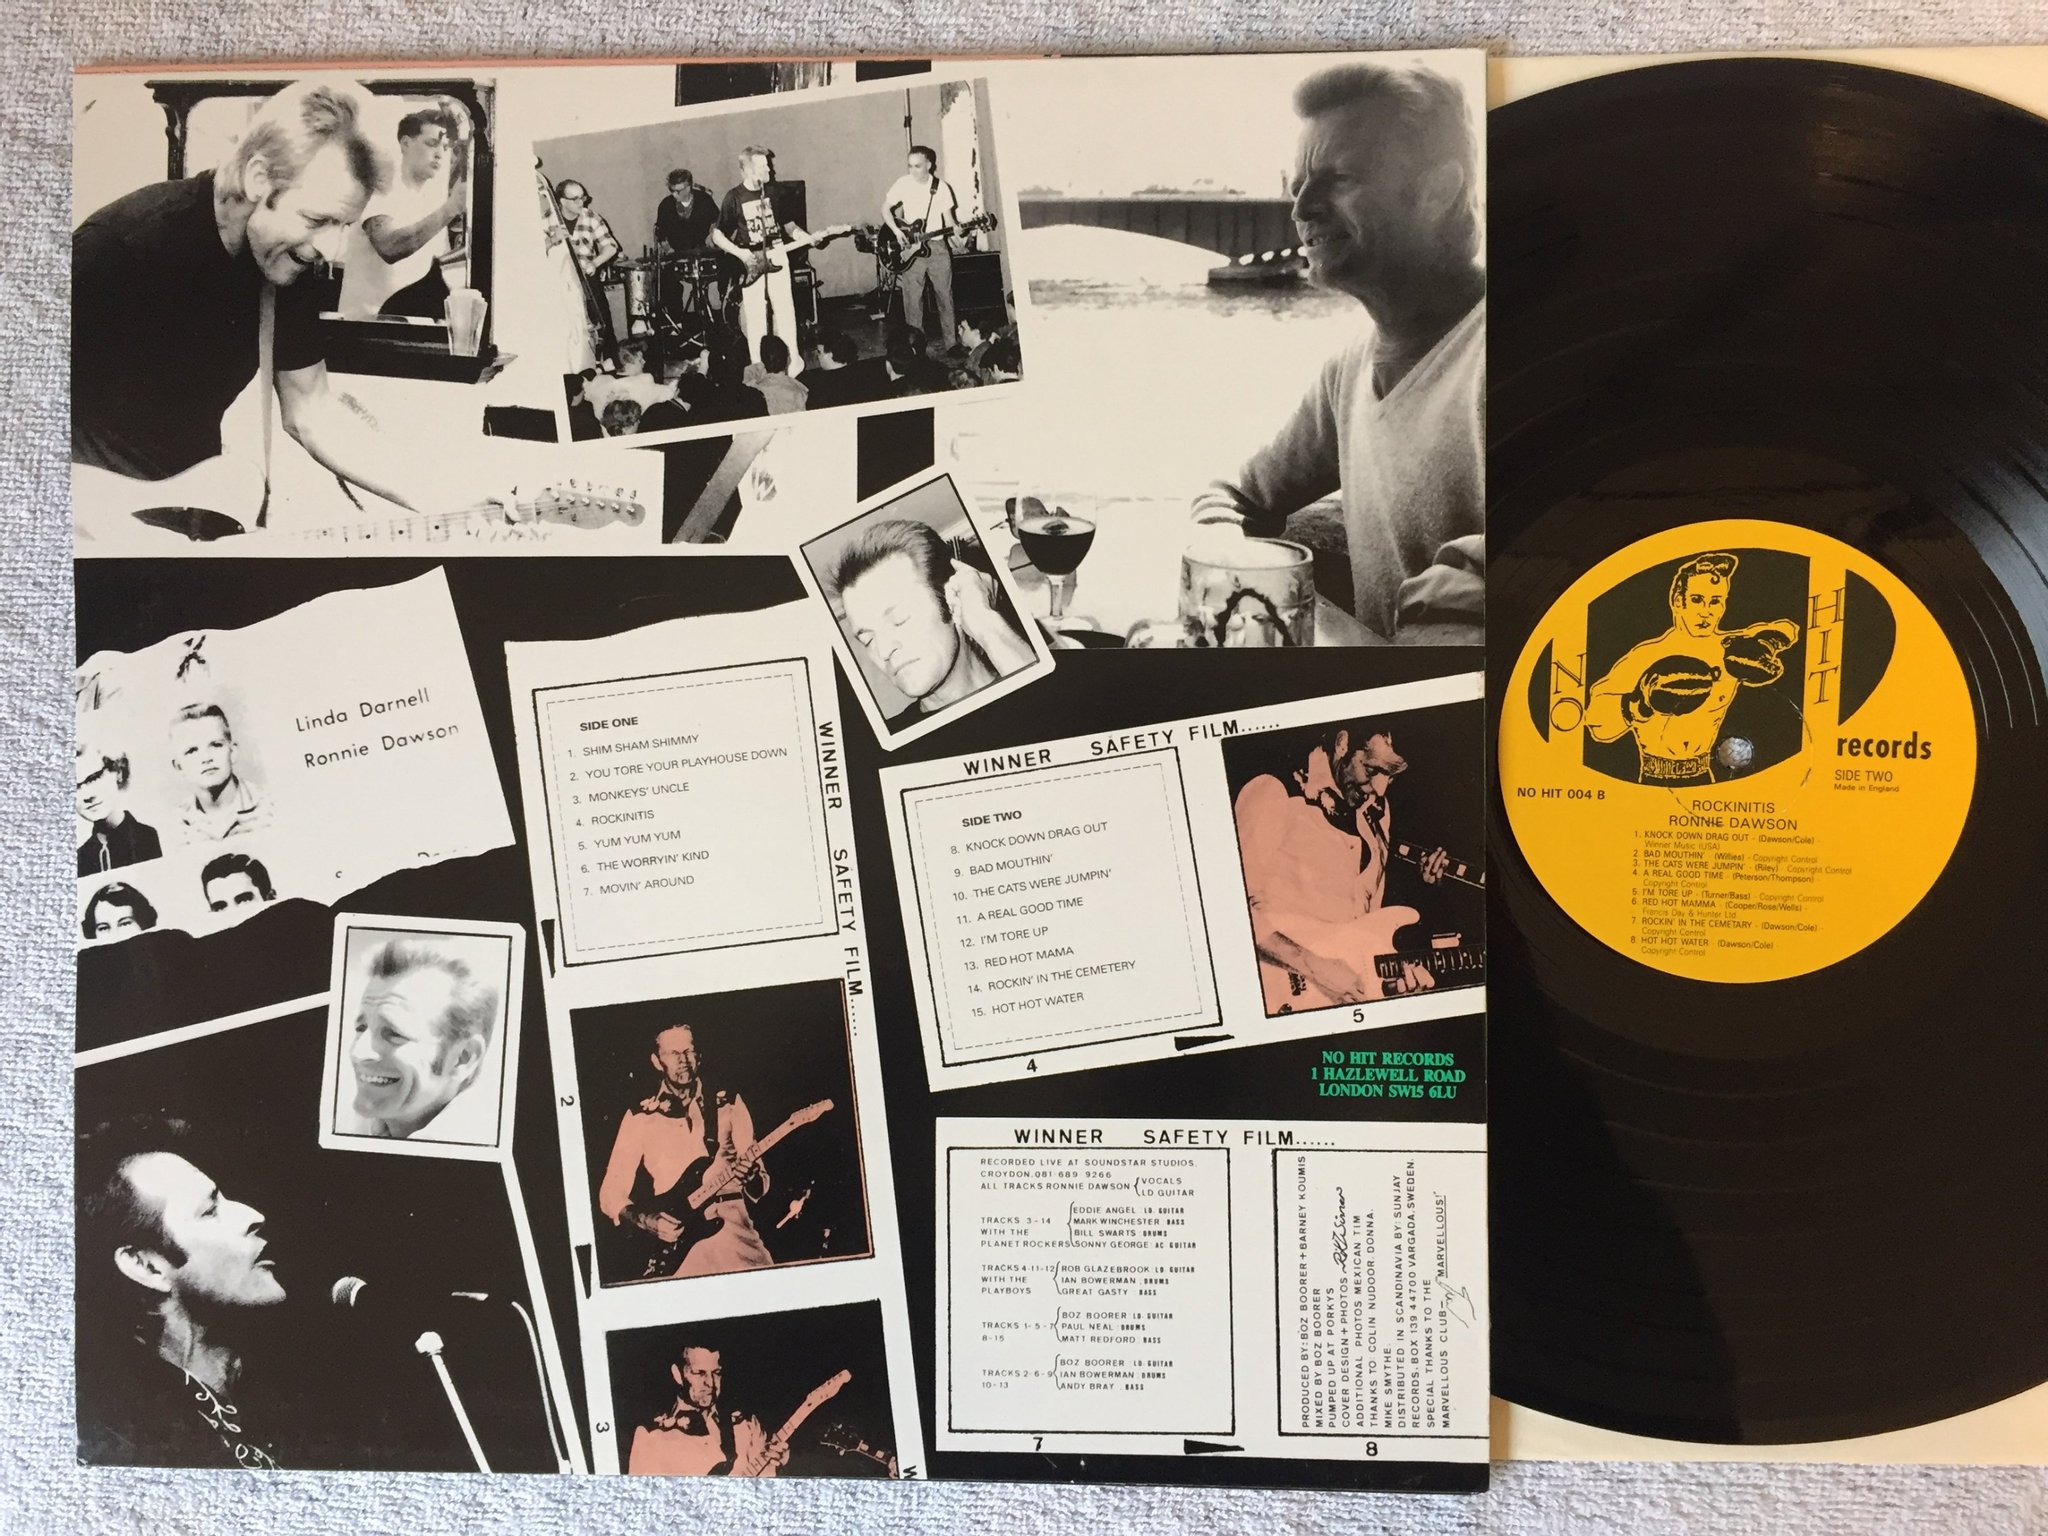 Linda Darnell
Ronnie Dawson
SIDE ONE
1. SHIM SHAM SHIMMY
2. YOU TORE YOUR PLAYHOUSE DOWN
3. MONKEYS' UNCLE
4. ROCKINITIS
5. YUM YUM YUM
6. THE WORRYIN' KIND
7. MOVIN' AROUND
WINNER SAFETY FILM......
2
3
W
WINNER SAFETY FILM......
SIDE TWO
8. KNOCK DOWN DRAG OUT
9. BAD MOUTHIN'
10. THE CATS WERE JUMPIN'
11. A REAL GOOD TIME
12. I'M TORE UP
13. RED HOT MAMA
14. ROCKIN' IN THE CEMETERY
15. HOT HOT WATER
4
5
NO HIT RECORDS
1 HAZLEWELL ROAD
LONDON SW15 6LU
WINNER SAFETY FILM......
RECORDED LIVE AT SOUNDSTAR STUDIOS.
CROYDON. 081 689 9266
ALL TRACKS RONNIE DAWSON VOCALS
LD GUITAR
TRACKS 3-14
WITH THE
PLANET ROCKERS
EDDIE ANGEL LD. GUITAR
MARK WINCHESTER BASS
BILL SWARTS : DRUMS
SONNY GEORGE: AC GUITAR
TRACKS 4-11-12
WITH THE
PLAYBOYS
ROB GLAZEBROOK LD. GUITAR
IAN BOWERMAN : DRUMS
GREAT GASTY : BASS
TRACKS 1-5-7
8-15
BOZ BOORER LD. GUITAR
PAUL NEAL : DRUMS
MATT REDFORD : BASS
TRACKS 2-6-9
10-13
BOZ BOORER LD. GUITAR
IAN BOWERMAN : DRUMS
ANDY BRAY : BASS
7
PRODUCED BY: BOZ BOORER + BARNEY KOUMIS
MIXED BY BOZ BOORER
PUMPED UP AT PORKYS
COVER DESIGN + PHOTOS
ADDITIONAL PHOTOS MEXICAN TIM
THANKS TO: COLIN NUDOOR. DONNA.
MIKE SMYTHE.
DISTRIBUTED IN SCANDINAVIA BY: SUNJAY
RECORDS. BOX 139 44700 VARGADA. SWEDEN.
SPECIAL THANKS TO THE
MARVELLOUS CLUB- MARVELLOUS!'
8
NO
HIT
records
SIDE TWO
Made in England
NO HIT 004 B
ROCKINITIS
RONNIE DAWSON
1. KNOCK DOWN DRAG OUT - (Dawson/Cole) -
Winner Music (USA)
2 BAD MOUTHIN' (Willies) - Copyright Control
3. THE CATS WERE JUMPIN' - (Riley) - Copyright Control
4. A REAL GOOD TIME - (Peterson/Thompson) -
Copyright Control
5. I'M TORE UP - (Turner/Bass) - Copyright Control
6. RED HOT MAMMA - (Cooper/Rose/Wells) -
Francis Day & Hunter Ltd.
7. ROCKIN' IN THE CEMETARY - (Dawson/Cole) -
Copyright Control
8. HOT HOT WATER (Dawson/Cole) -
Copyright Control